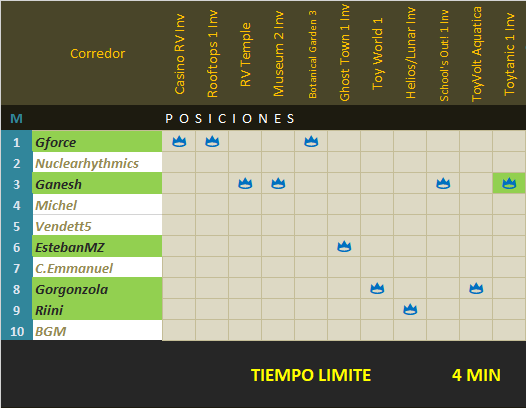 Corredor
Casino RV Inv
Rooftops 1 Inv
RV Temple
Museum 2 Inv
Botanical Garden 3
Ghost Town 1 Inv
Toy World 1
Helios/Lunar Inv
School's Out! 1 Inv
ToyVolt Aquatica
Toytanic 1 Inv
M POSICIONES
1 Gforce
2 Nuclearhythmics
3 Ganesh
4 Michel
5 Vendett5
6 EstebanMZ
7 C.Emmanuel
8 Gorgonzola
9 Riini
10 BGM
TIEMPO LIMITE 4 MIN